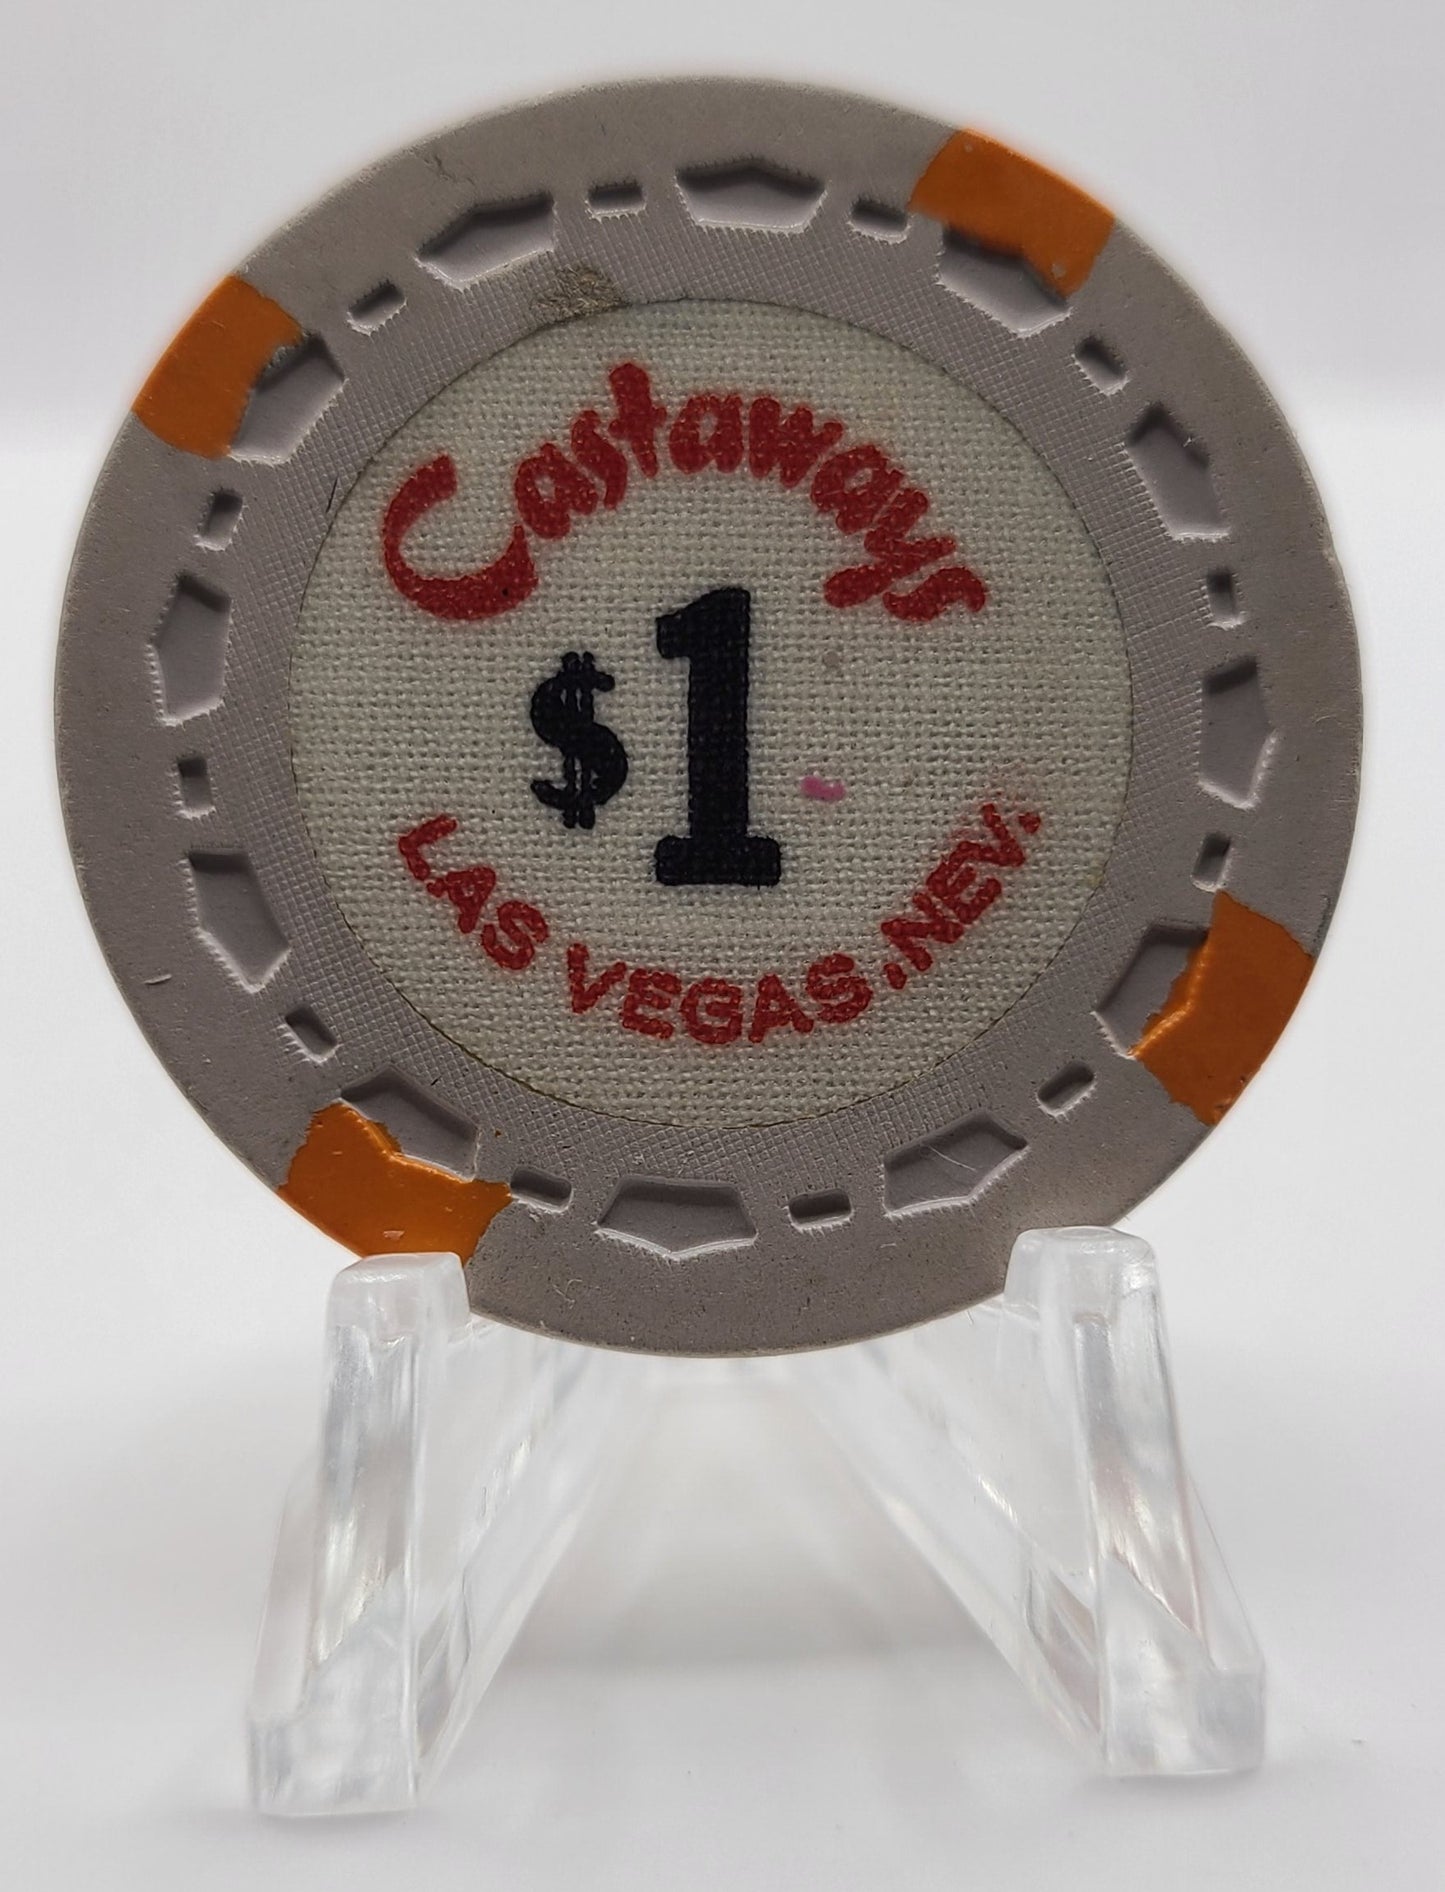 Castaways
$1
LAS VEGAS, NEV.